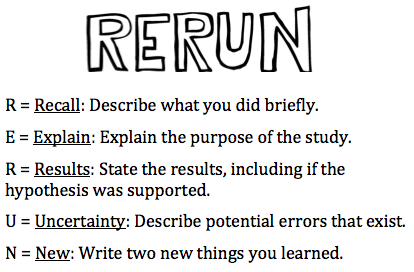 RERUN
R = Recall: Describe what you did briefly.
E = Explain: Explain the purpose of the study.
R = Results: State the results, including if the
hypothesis was supported.
U = Uncertainty: Describe potential errors that exist.
N = New: Write two new things you learned.